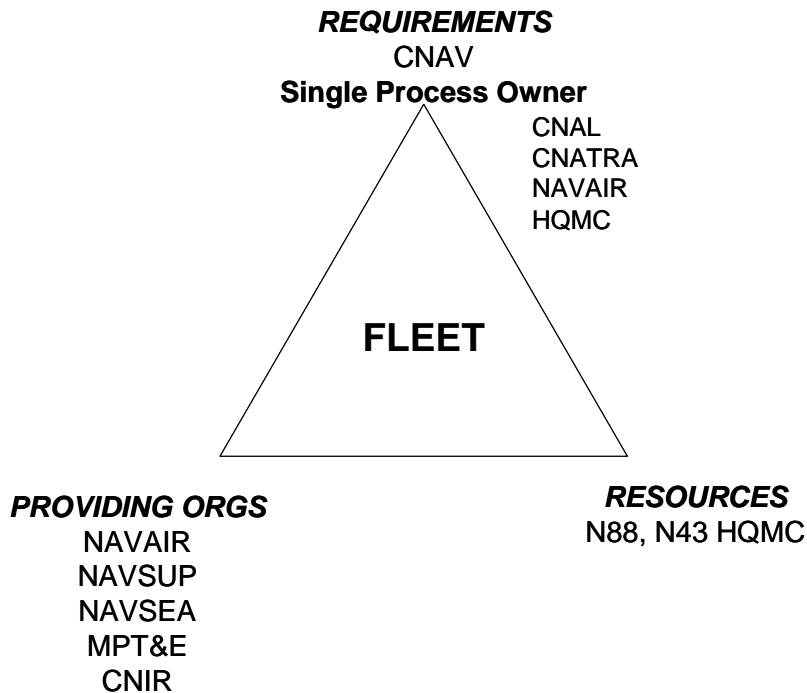 REQUIREMENTS
CNAV
Single Process Owner
CNAL
CNATRA
NAVAIR
HQMC
FLEET
PROVIDING ORGS
NAVAIR
NAVSUP
NAVSEA
MPT&E
CNIR
RESOURCES
N88, N43 HQMC